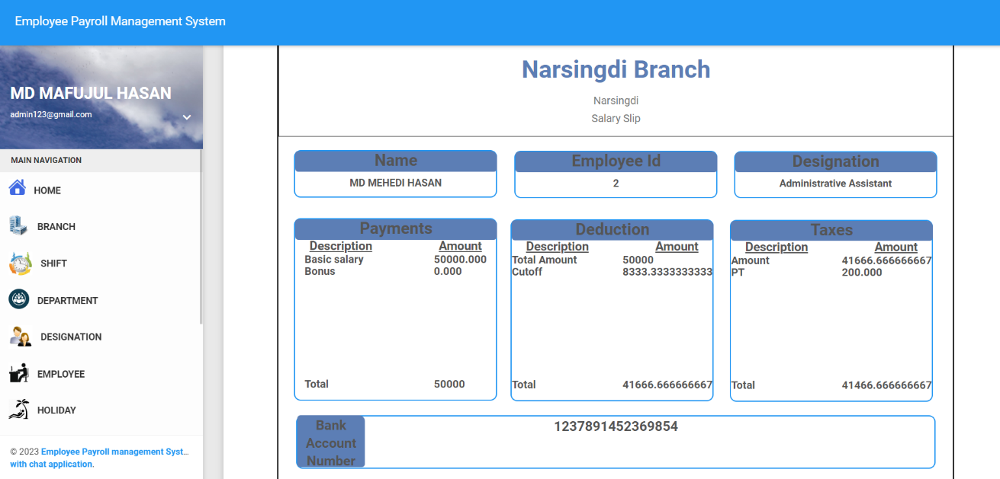 Employee Payroll Management System
MD MAFUJUL HASAN
admin123@gmail.com
MAIN NAVIGATION
HOME
BRANCH
SHIFT
DEPARTMENT
DESIGNATION
EMPLOYEE
HOLIDAY
© 2023 Employee Payroll management Syst...
with chat application.
Narsingdi Branch
Narsingdi
Salary Slip
Name
MD MEHEDI HASAN
Employee Id
2
Designation
Administrative Assistant
Payments
Description Amount
Basic salary 50000.000
Bonus 0.000
Total 50000
Deduction
Description Amount
Total Amount 50000
Cutoff 8333.3333333333
Total 41666.666666667
Taxes
Description Amount
Amount 41666.666666667
PT 200.000
Total 41466.666666667
Bank
Account
Number
1237891452369854